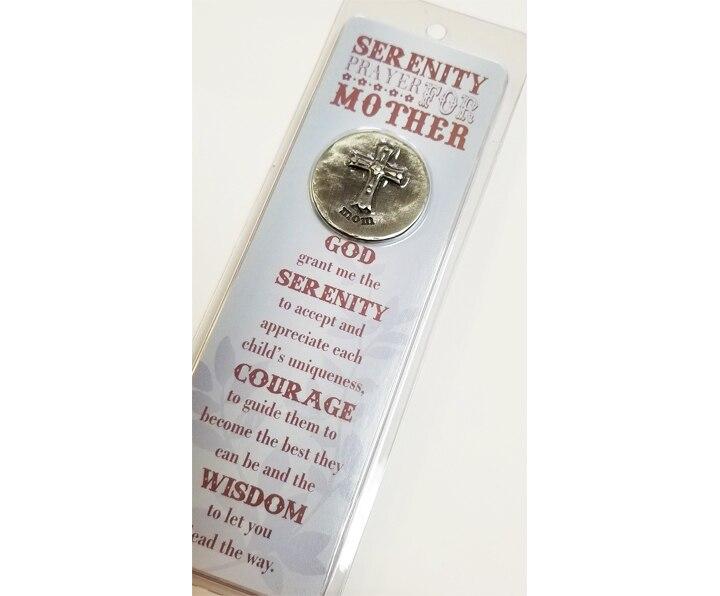 SERENITY
PRAYER FOR
MOTHER
mom
GOD
grant me the
SERENITY
to accept and
appreciate each
child's uniqueness,
COURAGE
to guide them to
become the best they
can be and the
WISDOM
to let you
lead the way.